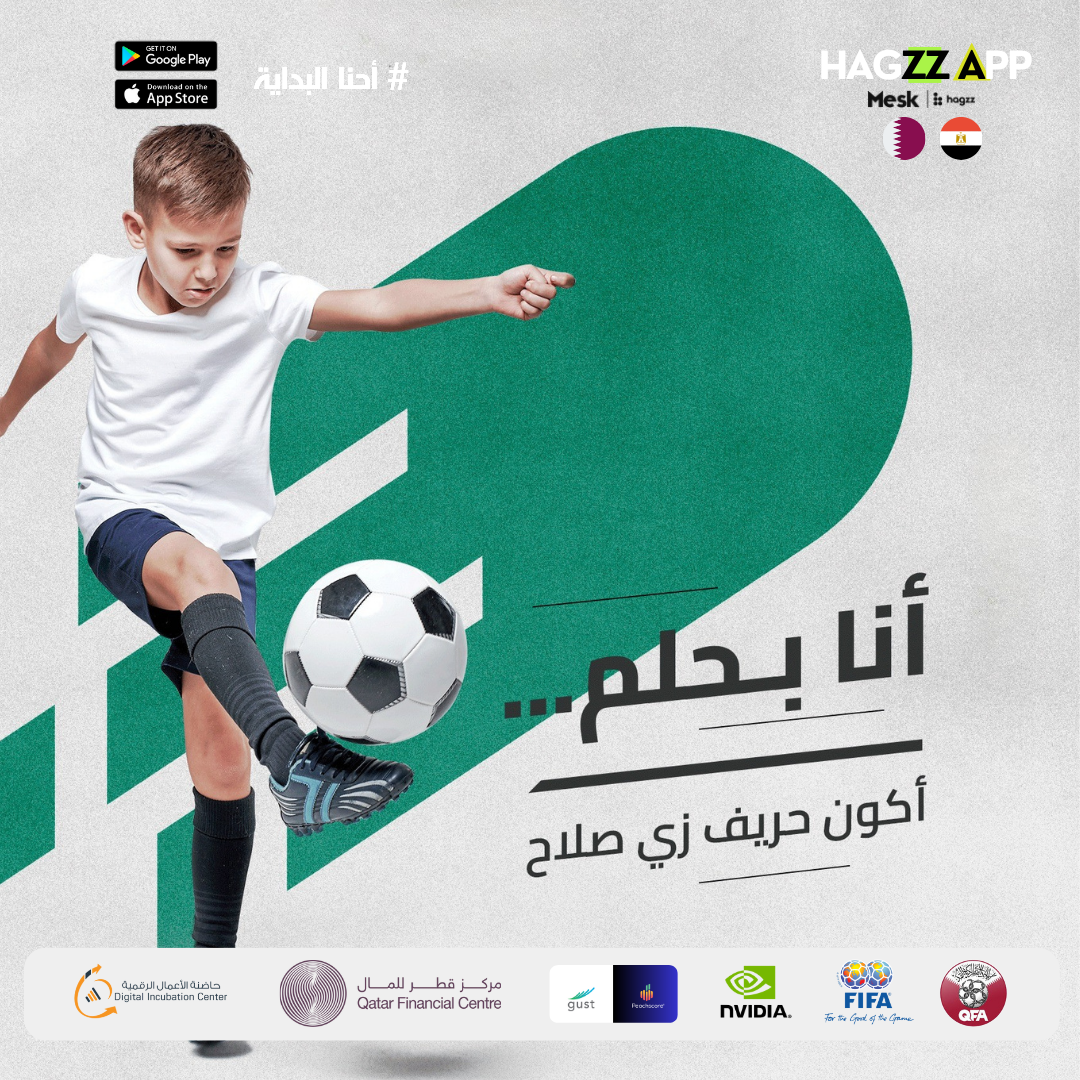 GET IT ON
Google Play
Download on the
App Store
# أحنا البداية
HAGZZ APP
Mesk | hagzz
أنا بحلم...
أكون حريف زي صلاح
حاضنة الأعمال الرقمية
Digital Incubation Center
مركز قطر للمال
Qatar Financial Centre
gust
Peachscore
NVIDIA.
FIFA
For the Good of the Game
QFA